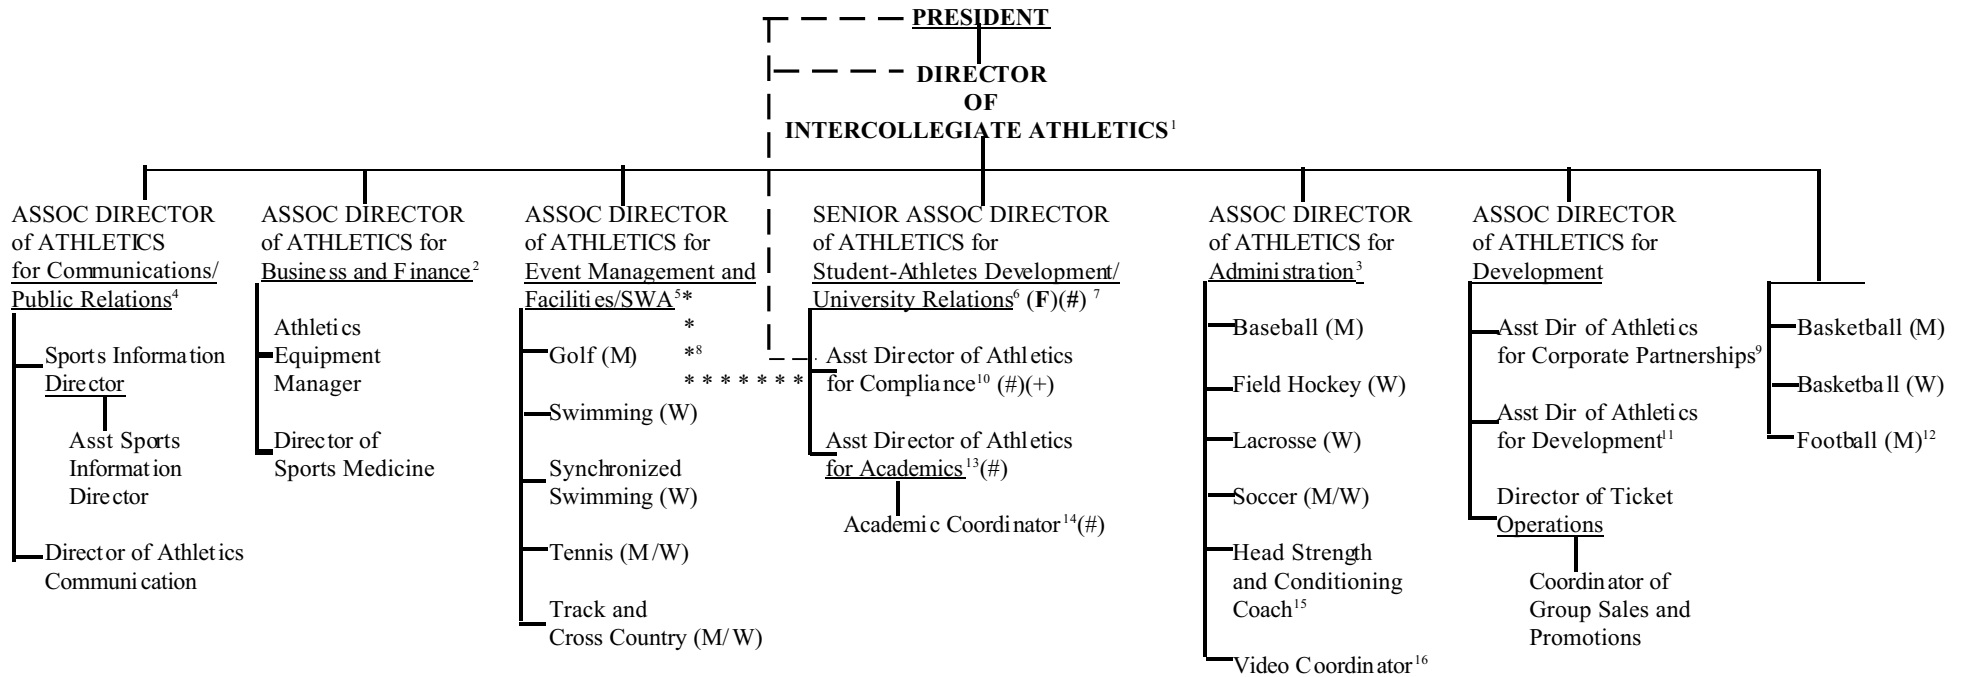 PRESIDENT
DIRECTOR
OF
INTERCOLLEGIATE ATHLETICS¹
ASSOC DIRECTOR
of ATHLETICS
for Communications/
Public Relations⁴
Sports Information
Director
Asst Sports
Information
Director
Director of Athletics
Communication
ASSOC DIRECTOR
of ATHLETICS for
Business and Finance²
Athletics
Equipment
Manager
Director of
Sports Medicine
ASSOC DIRECTOR
of ATHLETICS for
Event Management and
Facilities/SWA⁵*
*
*⁸
* * * * * * *
Golf (M)
Swimming (W)
Synchronized
Swimming (W)
Tennis (M/W)
Track and
Cross Country (M/W)
SENIOR ASSOC DIRECTOR
of ATHLETICS for
Student-Athletes Development/
University Relations⁶ (F)(#) ⁷
Asst Director of Athletics
for Compliance¹⁰ (#)(+)
Asst Director of Athletics
for Academics¹³(#)
Academic Coordinator¹⁴(#)
ASSOC DIRECTOR
of ATHLETICS for
Administration³
Baseball (M)
Field Hockey (W)
Lacrosse (W)
Soccer (M/W)
Head Strength
and Conditioning
Coach¹⁵
Video Coordinator¹⁶
ASSOC DIRECTOR
of ATHLETICS for
Development
Asst Dir of Athletics
for Corporate Partnerships⁹
Asst Dir of Athletics
for Development¹¹
Director of Ticket
Operations
Coordinator of
Group Sales and
Promotions
Basketball (M)
Basketball (W)
Football (M)¹²